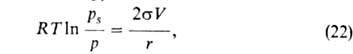 RT ln p_s/p = 2σV/r, (22)